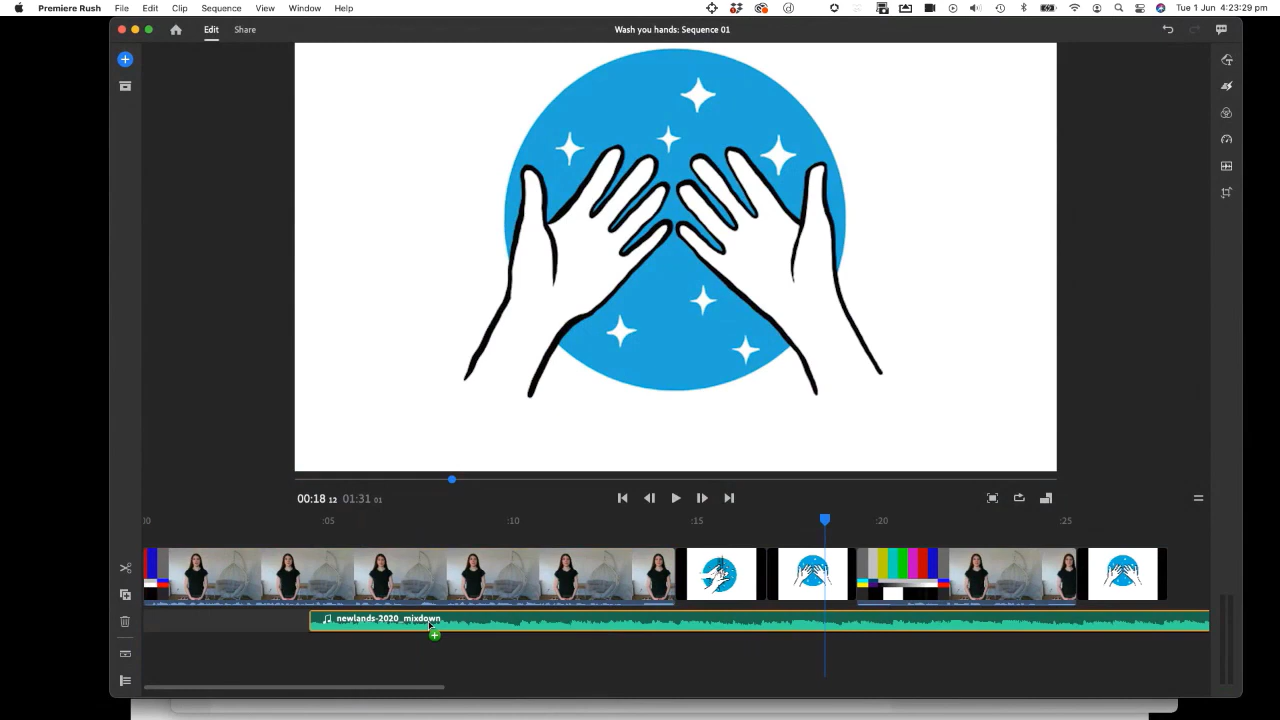 Premiere Rush File Edit Clip Sequence View Window Help Tue 1 Jun 4:23:29 pm
Edit Share Wash you hands: Sequence 01
00:18 12 01:31 01
:00 :05 :10 :15 :20 :25
newlands-2020_mixdown